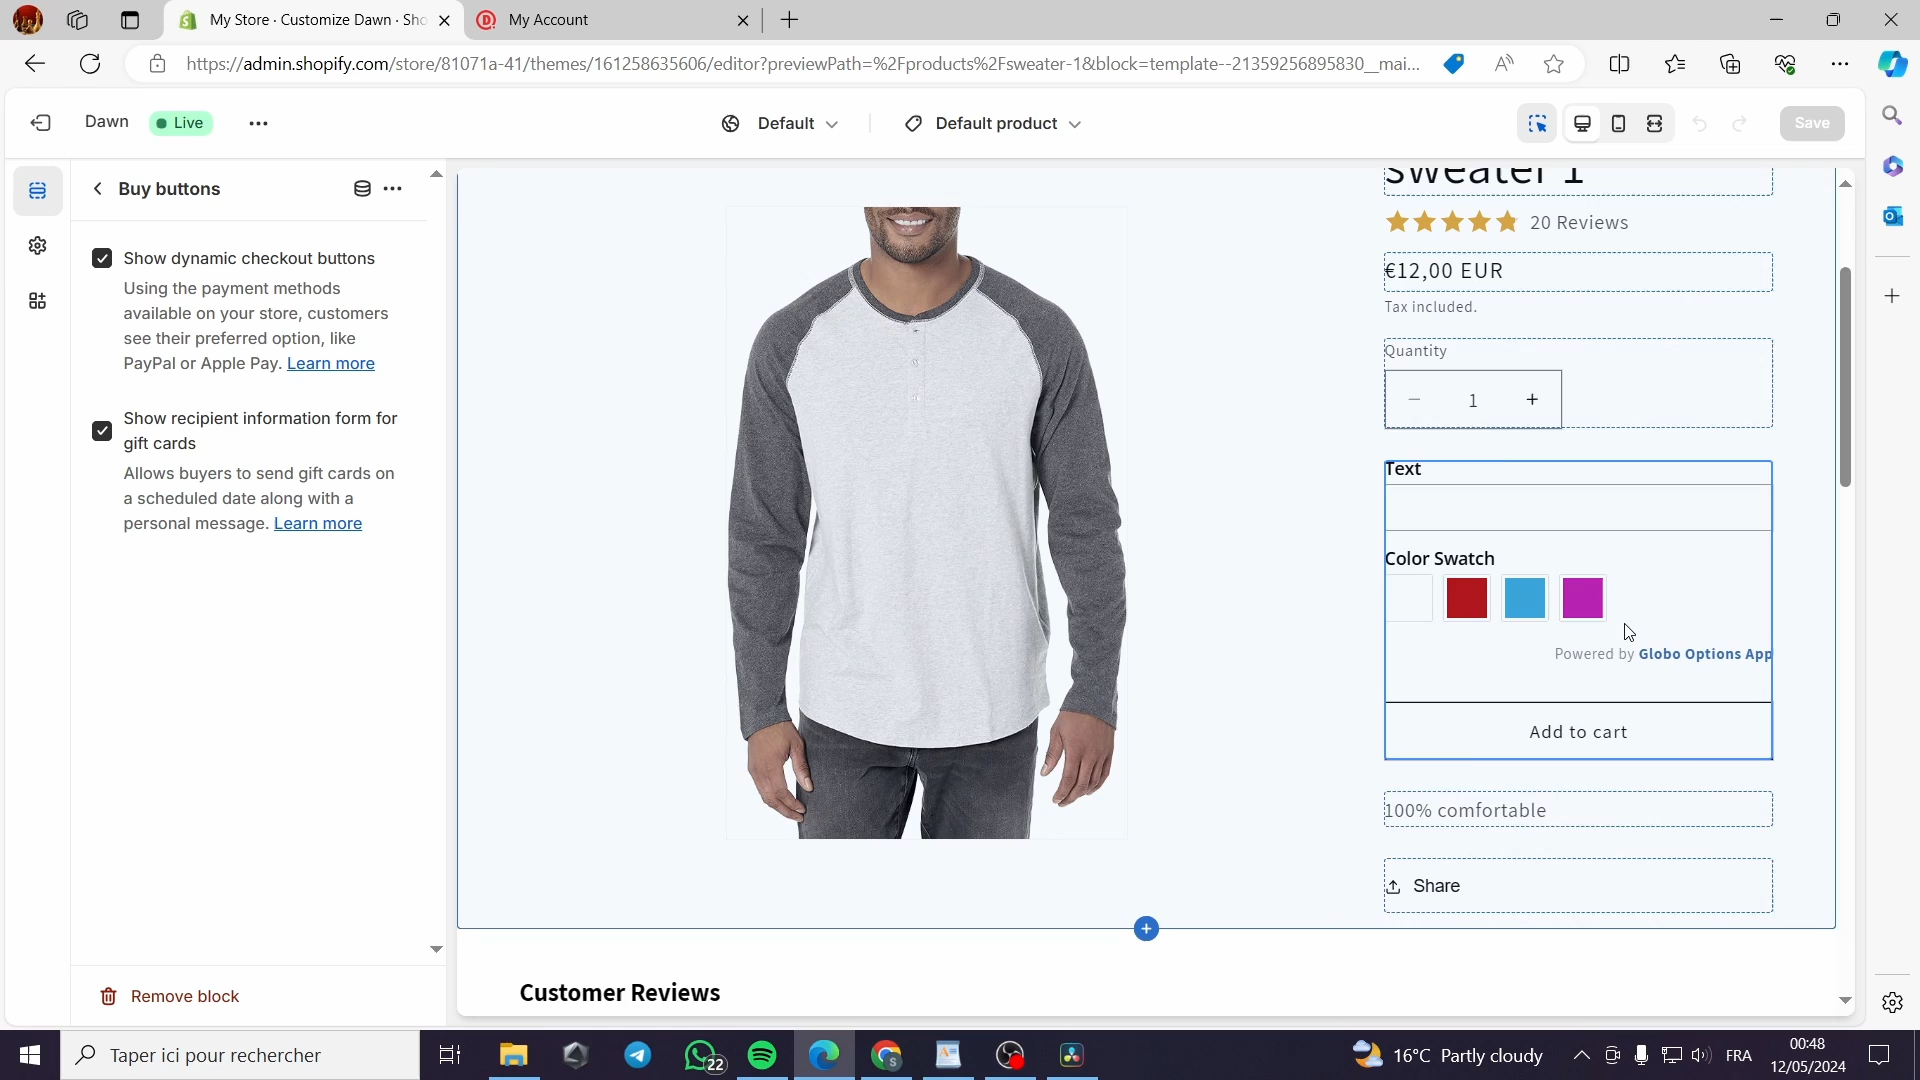 My Store · Customize Dawn · Sho
My Account
https://admin.shopify.com/store/81071a-41/themes/161258635606/editor?previewPath=%2Fproducts%2Fsweater-1&block=template--21359256895830__mai...
Dawn
Live
Default
Default product
Save
Buy buttons
Show dynamic checkout buttons
Using the payment methods
available on your store, customers
see their preferred option, like
PayPal or Apple Pay. Learn more
Show recipient information form for
gift cards
Allows buyers to send gift cards on
a scheduled date along with a
personal message. Learn more
Remove block
sweater 1
20 Reviews
€12,00 EUR
Tax included.
Quantity
1
Text
Color Swatch
Powered by Globo Options App
Add to cart
100% comfortable
Share
Customer Reviews
Taper ici pour rechercher
22
16°C Partly cloudy
FRA
00:48
12/05/2024